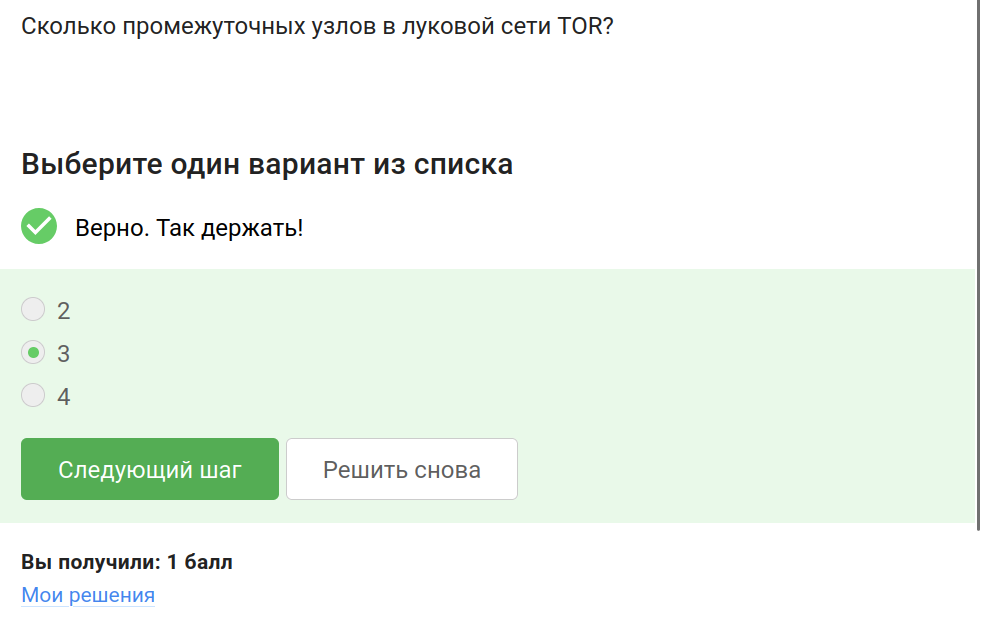 Сколько промежуточных узлов в луковой сети TOR?
Выберите один вариант из списка
Верно. Так держать!
2
3
4
Следующий шаг
Решить снова
Вы получили: 1 балл
Мои решения